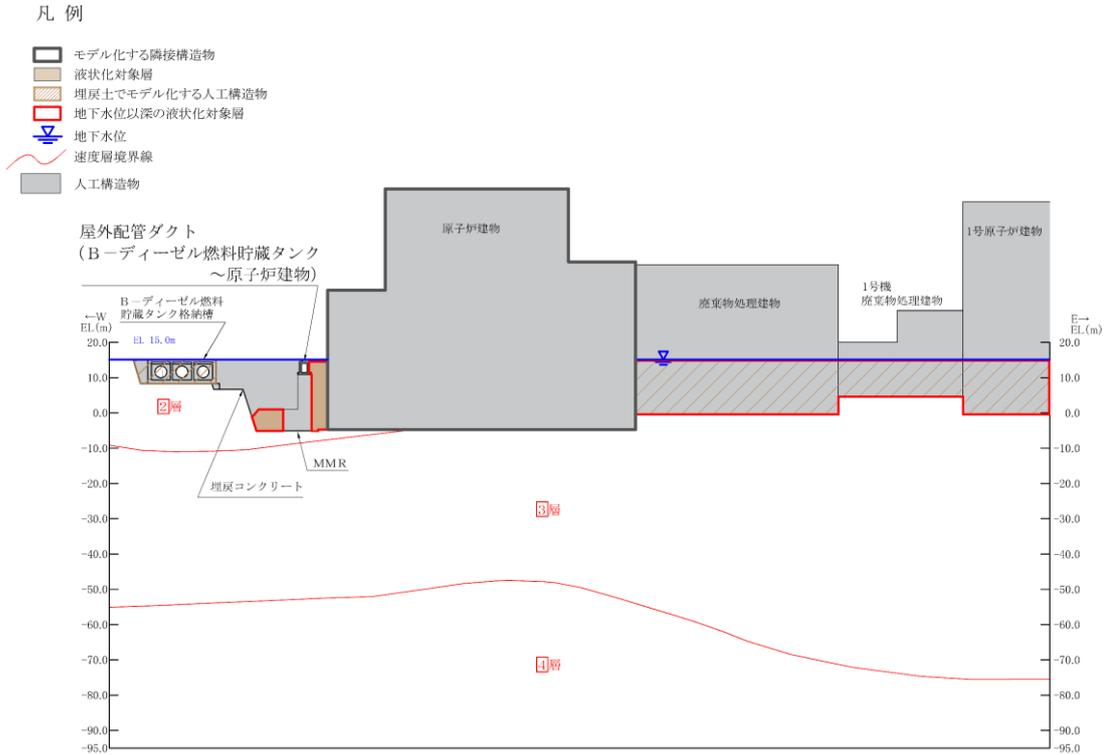 凡 例
モデル化する隣接構造物
液状化対象層
埋戻土でモデル化する人工構造物
地下水位以深の液状化対象層
地下水位
速度層境界線
人工構造物
屋外配管ダクト
（B－ディーゼル燃料貯蔵タンク
～原子炉建物）
B－ディーゼル燃料
貯蔵タンク格納槽
←W
EL(m)
EL 15.0m
原子炉建物
廃棄物処理建物
1号機
廃棄物処理建物
1号原子炉建物
E→
EL(m)
20.0
10.0
0.0
-10.0
-20.0
-30.0
-40.0
-50.0
-60.0
-70.0
-80.0
-90.0
-95.0
2層
MMR
埋戻コンクリート
3層
4層
20.0
10.0
0.0
-10.0
-20.0
-30.0
-40.0
-50.0
-60.0
-70.0
-80.0
-90.0
-95.0